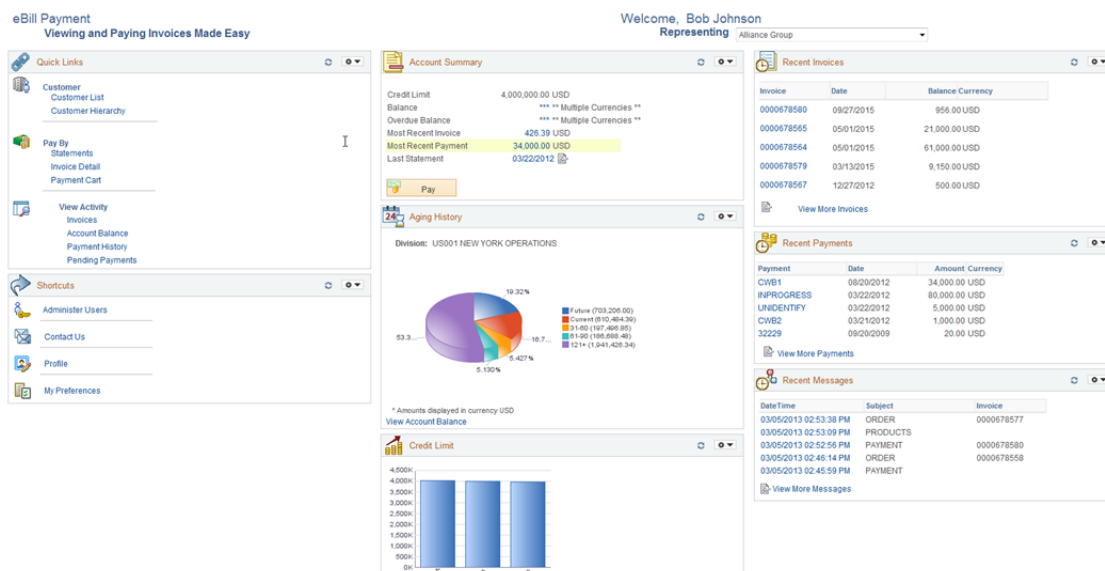 eBill Payment
Viewing and Paying Invoices Made Easy
Welcome, Bob Johnson
Representing Alliance Group
Quick Links
Customer
Customer List
Customer Hierarchy
Pay By
Statements
Invoice Detail
Payment Cart
View Activity
Invoices
Account Balance
Payment History
Pending Payments
Shortcuts
Administer Users
Contact Us
Profile
My Preferences
Account Summary
Credit Limit 4,000,000.00 USD
Balance *** ** Multiple Currencies **
Overdue Balance *** ** Multiple Currencies **
Most Recent Invoice 426.39 USD
Most Recent Payment 34,000.00 USD
Last Statement 03/22/2012
Pay
24
Aging History
Division: US001 NEW YORK OPERATIONS
19.32%
53.3...
16.7...
5.427%
5.130%
Future (703,206.00)
Current (610,484.39)
31-60 (197,496.85)
61-90 (186,688.48)
121+ (1,941,426.34)
* Amounts displayed in currency USD
View Account Balance
Credit Limit
4,500K
4,000K
3,500K
3,000K
2,500K
2,000K
1,500K
1,000K
500K
0K
Recent Invoices
Invoice Date Balance Currency
0000678580 09/27/2015 956.00 USD
0000678565 05/01/2015 21,000.00 USD
0000678564 05/01/2015 61,000.00 USD
0000678579 03/13/2015 9,150.00 USD
0000678567 12/27/2012 500.00 USD
View More Invoices
Recent Payments
Payment Date Amount Currency
CWB1 08/20/2012 34,000.00 USD
INPROGRESS 03/22/2012 80,000.00 USD
UNIDENTIFY 03/22/2012 5,000.00 USD
CWB2 03/21/2012 1,000.00 USD
32229 09/20/2009 20.00 USD
View More Payments
Recent Messages
DateTime Subject Invoice
03/05/2013 02:53:38 PM ORDER 0000678577
03/05/2013 02:53:09 PM PRODUCTS
03/05/2013 02:52:56 PM PAYMENT 0000678580
03/05/2013 02:46:14 PM ORDER 0000678558
03/05/2013 02:45:59 PM PAYMENT
View More Messages